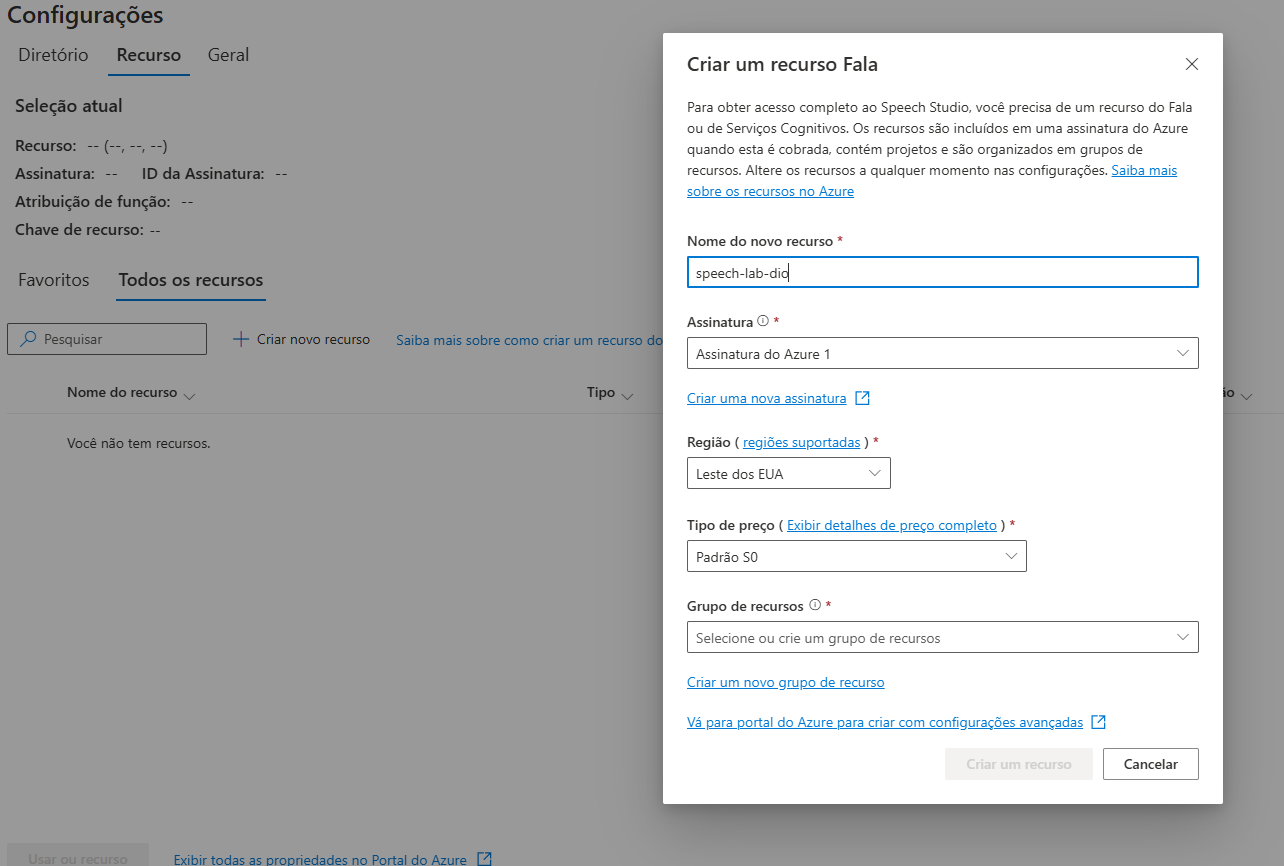 Configurações
Diretório Recurso Geral
Seleção atual
Recurso: -- (--, --, --)
Assinatura: -- ID da Assinatura: --
Atribuição de função: --
Chave de recurso: --
Favoritos Todos os recursos
Pesquisar Criar novo recurso Saiba mais sobre como criar um recurso do
Nome do recurso Tipo
Você não tem recursos.
Usar ou recurso Exibir todas as propriedades no Portal do Azure
Criar um recurso Fala
Para obter acesso completo ao Speech Studio, você precisa de um recurso do Fala
ou de Serviços Cognitivos. Os recursos são incluídos em uma assinatura do Azure
quando esta é cobrada, contém projetos e são organizados em grupos de
recursos. Altere os recursos a qualquer momento nas configurações. Saiba mais
sobre os recursos no Azure
Nome do novo recurso *
speech-lab-dio
Assinatura *
Assinatura do Azure 1
Criar uma nova assinatura
Região ( regiões suportadas ) *
Leste dos EUA
Tipo de preço ( Exibir detalhes de preço completo ) *
Padrão S0
Grupo de recursos *
Selecione ou crie um grupo de recursos
Criar um novo grupo de recurso
Vá para portal do Azure para criar com configurações avançadas
Criar um recurso Cancelar